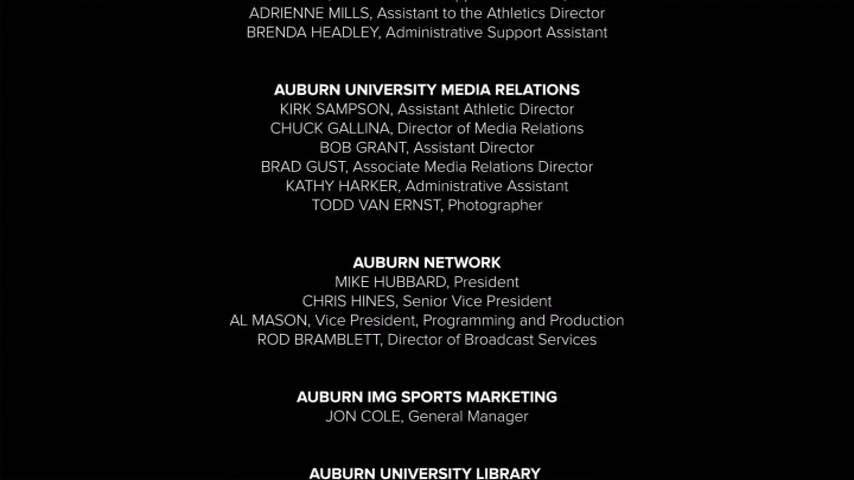 ADRIENNE MILLS, Assistant to the Athletics Director
BRENDA HEADLEY, Administrative Support Assistant
AUBURN UNIVERSITY MEDIA RELATIONS
KIRK SAMPSON, Assistant Athletic Director
CHUCK GALLINA, Director of Media Relations
BOB GRANT, Assistant Director
BRAD GUST, Associate Media Relations Director
KATHY HARKER, Administrative Assistant
TODD VAN ERNST, Photographer
AUBURN NETWORK
MIKE HUBBARD, President
CHRIS HINES, Senior Vice President
AL MASON, Vice President, Programming and Production
ROD BRAMBLETT, Director of Broadcast Services
AUBURN IMG SPORTS MARKETING
JON COLE, General Manager
AUBURN UNIVERSITY LIBRARY